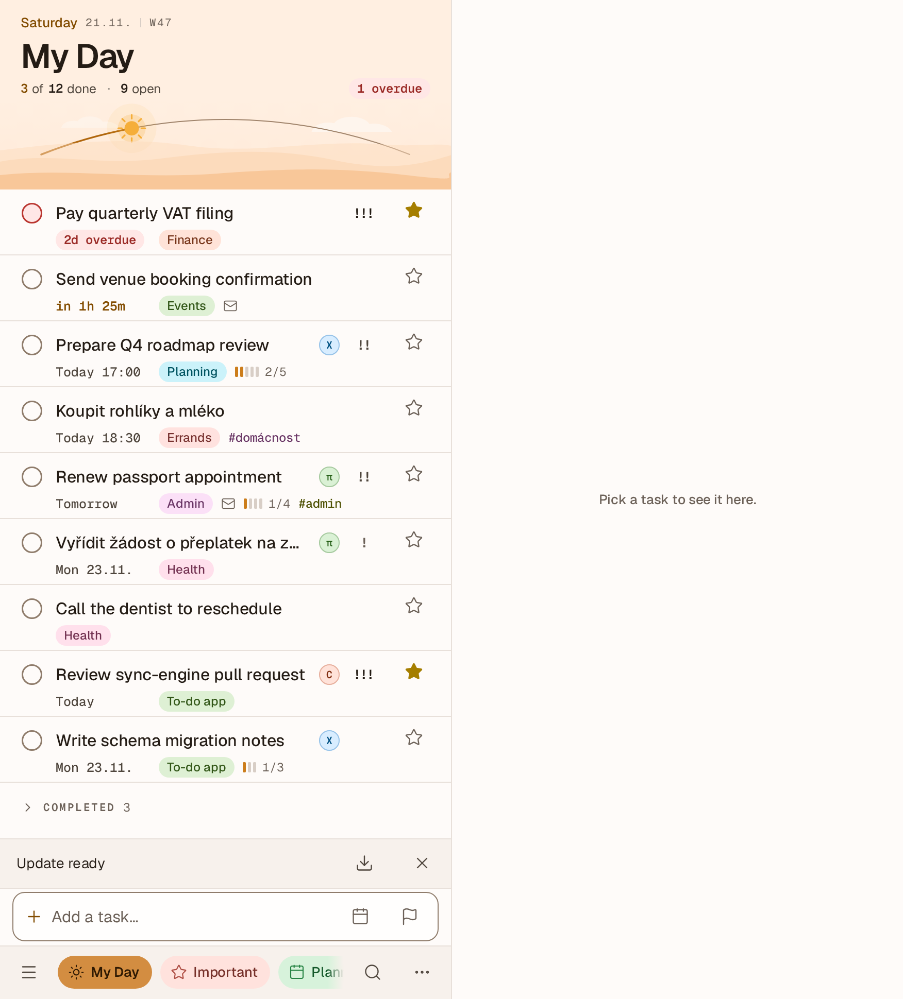 Saturday 21.11. | W47
My Day
3 of 12 done · 9 open
1 overdue
Pay quarterly VAT filing !!!
2d overdue Finance
Send venue booking confirmation
in 1h 25m Events
Prepare Q4 roadmap review X !!
Today 17:00 Planning 2/5
Koupit rohlíky a mléko
Today 18:30 Errands #domácnost
Renew passport appointment π !!
Tomorrow Admin 1/4 #admin
Vyřídit žádost o přeplatek na z… π !
Mon 23.11. Health
Call the dentist to reschedule
Health
Review sync-engine pull request C !!!
Today To-do app
Write schema migration notes X
Mon 23.11. To-do app 1/3
COMPLETED 3
Update ready
Add a task…
My Day Important Plan
Pick a task to see it here.